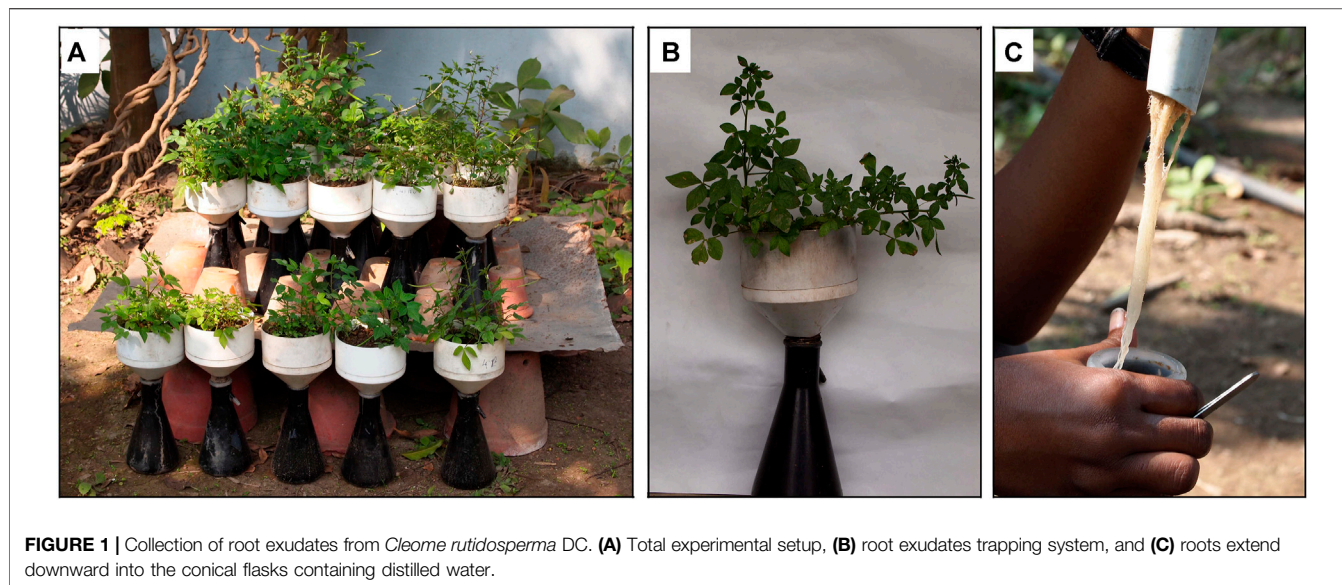 A
B
C
FIGURE 1 | Collection of root exudates from Cleome rutidosperma DC. (A) Total experimental setup, (B) root exudates trapping system, and (C) roots extend
downward into the conical flasks containing distilled water.